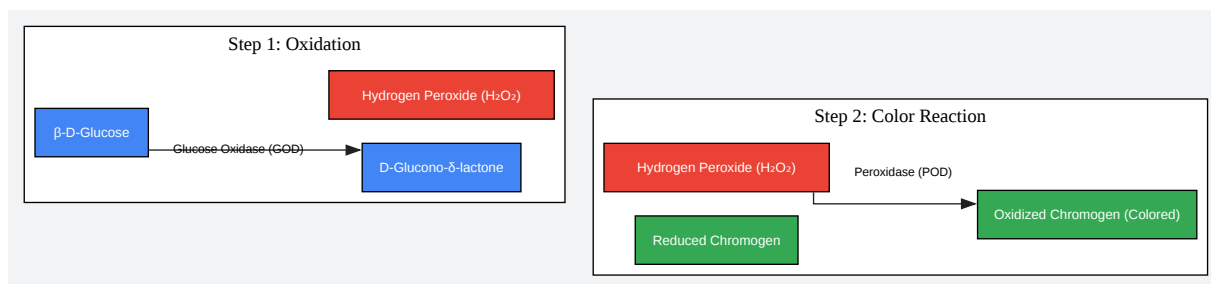 Step 1: Oxidation
Hydrogen Peroxide (H₂O₂)
β-D-Glucose
Glucose Oxidase (GOD)
D-Glucono-δ-lactone
Step 2: Color Reaction
Hydrogen Peroxide (H₂O₂)
Peroxidase (POD)
Oxidized Chromogen (Colored)
Reduced Chromogen